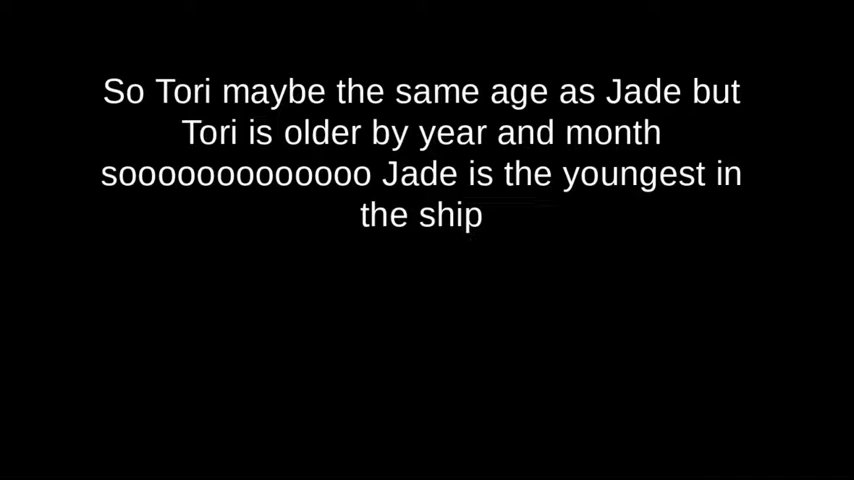 So Tori maybe the same age as Jade but
Tori is older by year and month
sooooooooooooo Jade is the youngest in
the ship